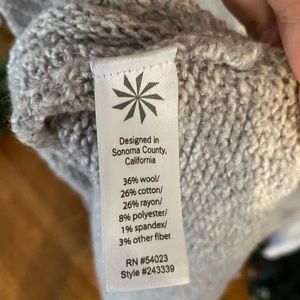 Designed in
Sonoma County,
California
36% wool/
26% cotton/
26% rayon/
8% polyester/
1% spandex/
3% other fiber
RN #54023
Style #243339